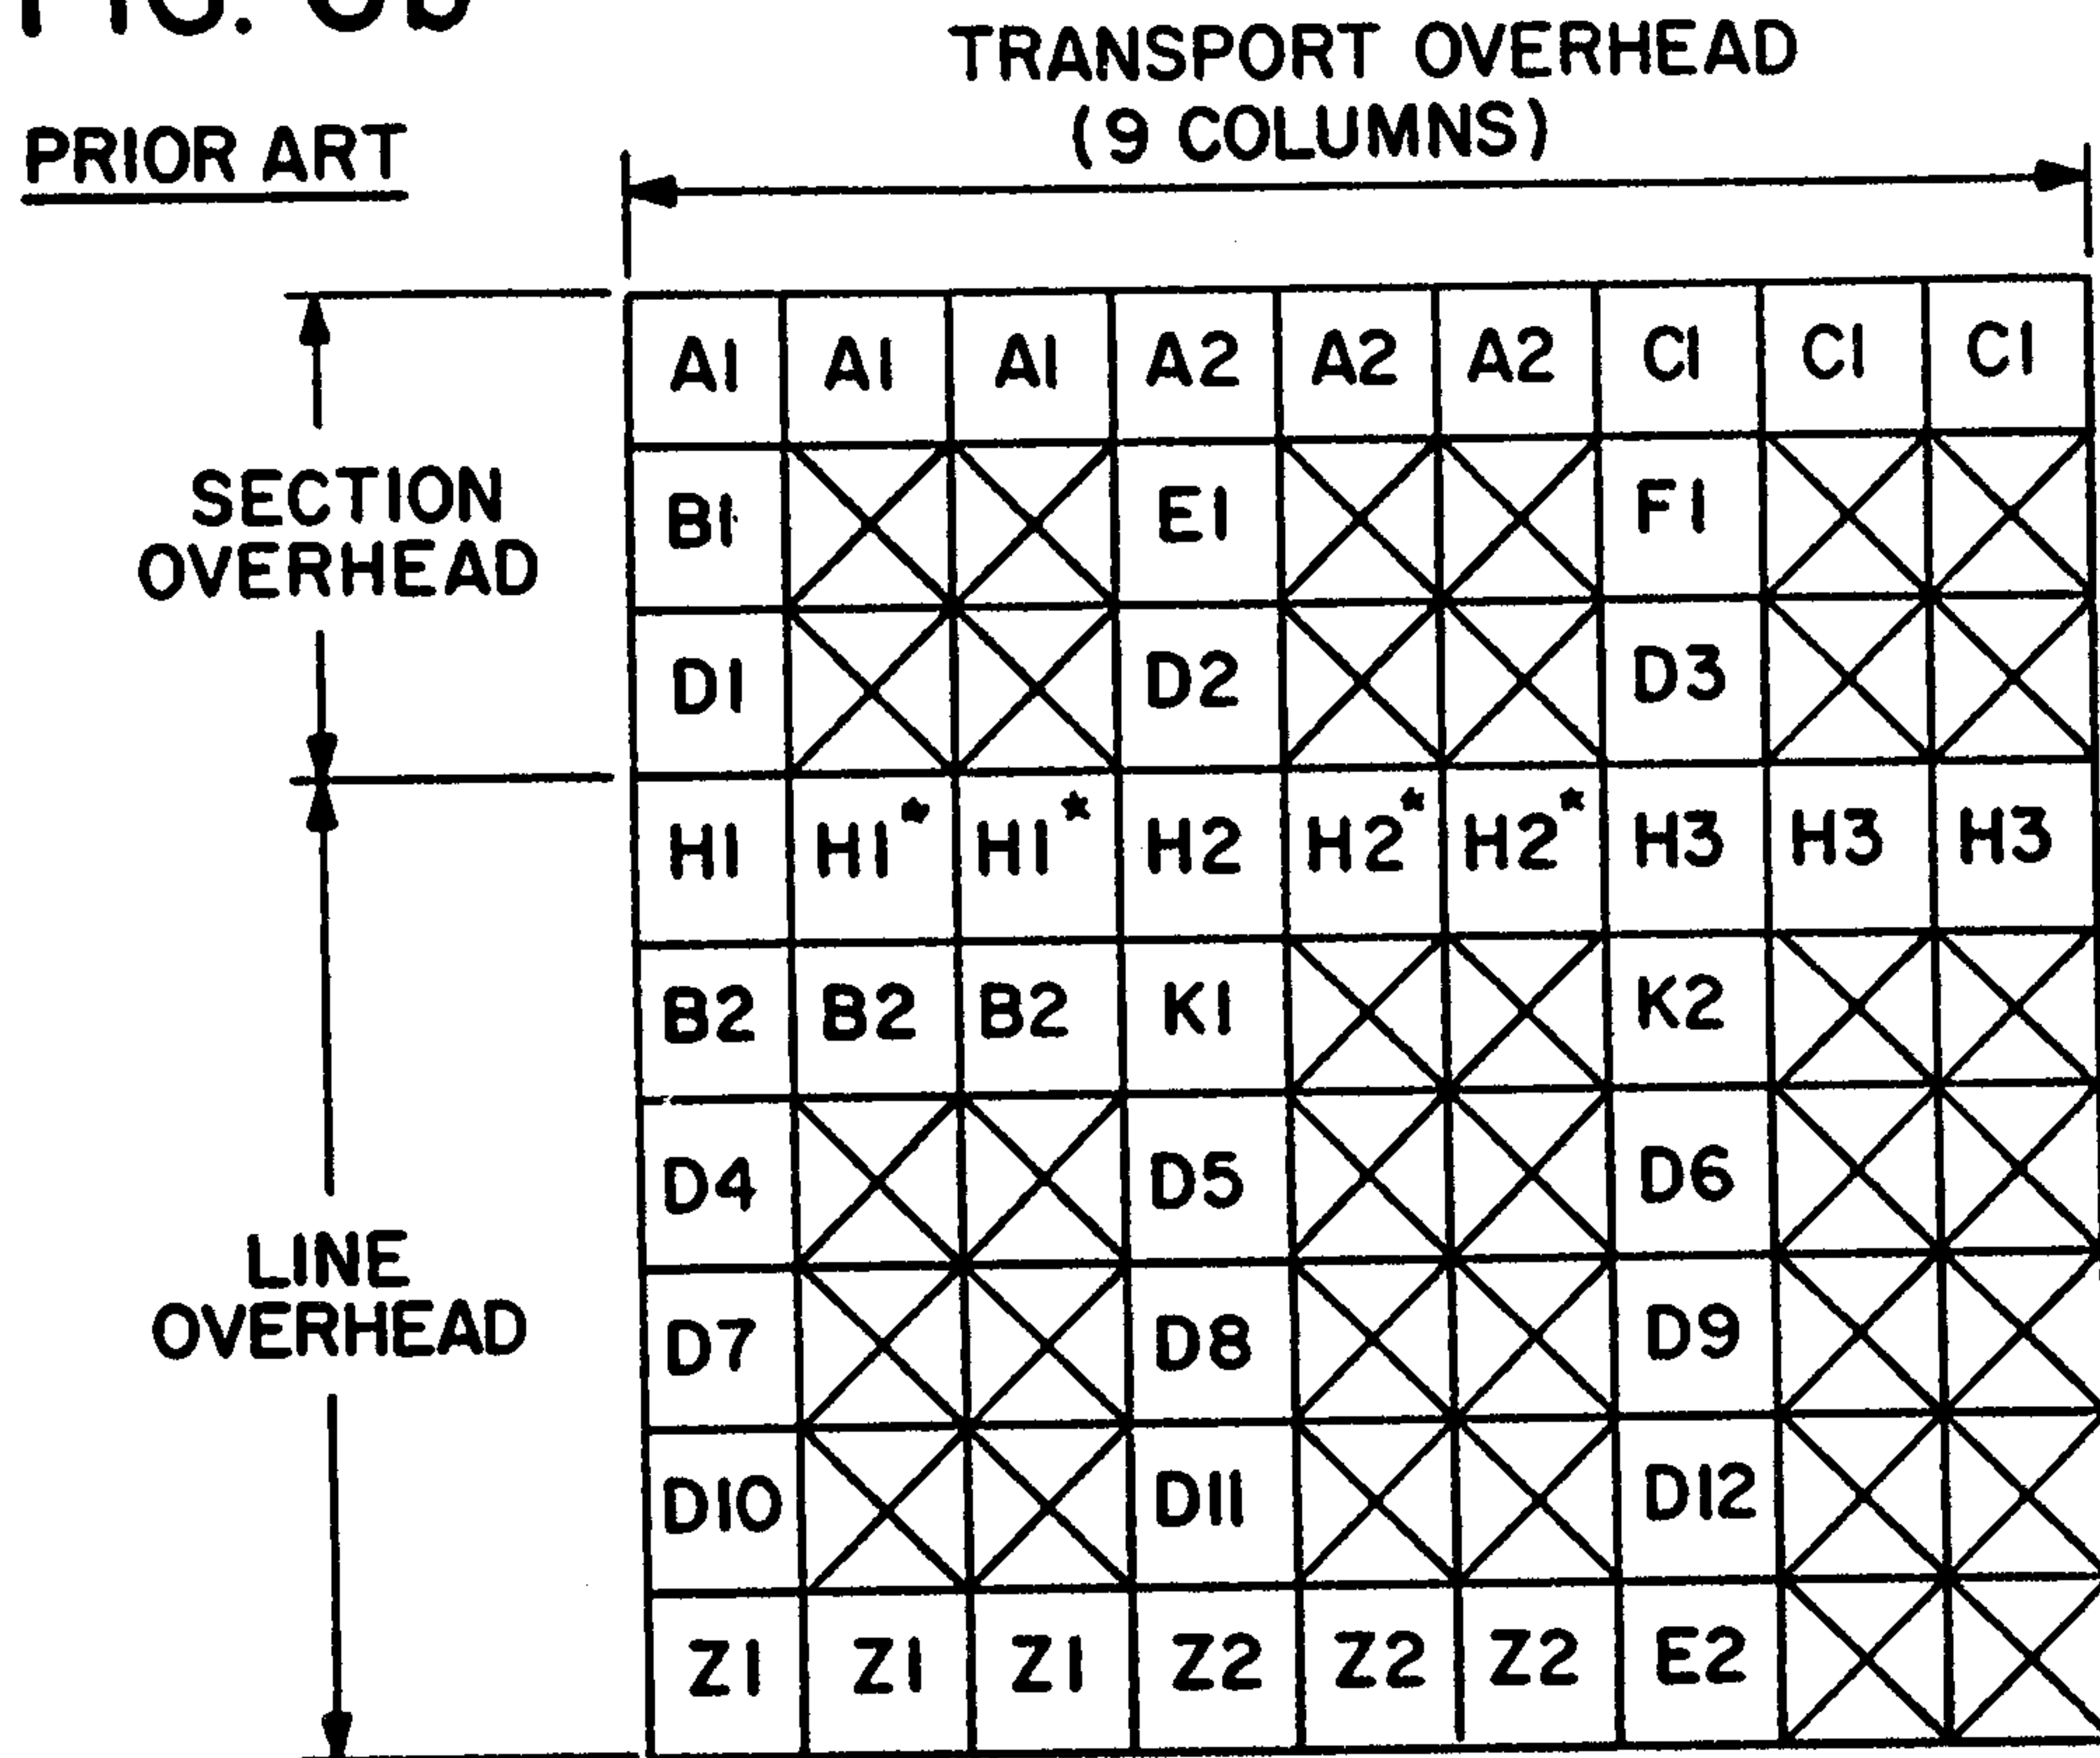 PRIOR ART
TRANSPORT OVERHEAD
(9 COLUMNS)
SECTION
OVERHEAD
LINE
OVERHEAD
A1 A1 A1 A2 A2 A2 C1 C1 C1
B1 E1 F1
D1 D2 D3
H1 H1* H1* H2 H2* H2* H3 H3 H3
B2 B2 B2 K1 K2
D4 D5 D6
D7 D8 D9
D10 D11 D12
Z1 Z1 Z1 Z2 Z2 Z2 E2